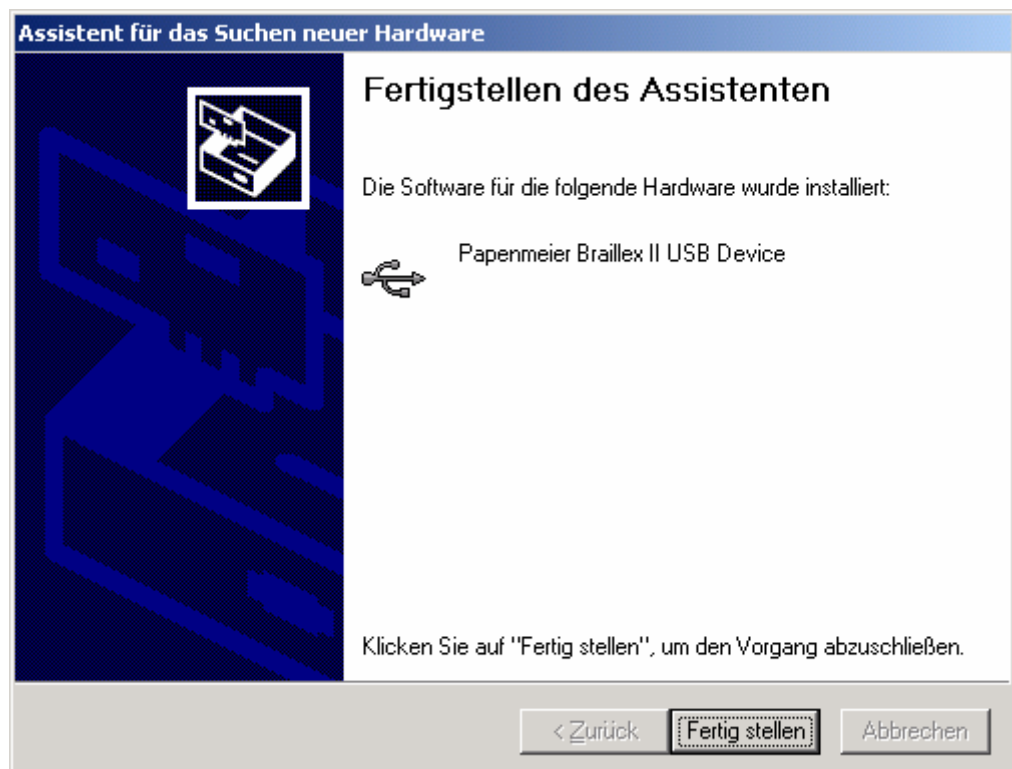 Assistent für das Suchen neuer Hardware
Fertigstellen des Assistenten
Die Software für die folgende Hardware wurde installiert:
Papenmeier Braillex II USB Device
Klicken Sie auf "Fertig stellen", um den Vorgang abzuschließen.
< Zurück Fertig stellen Abbrechen